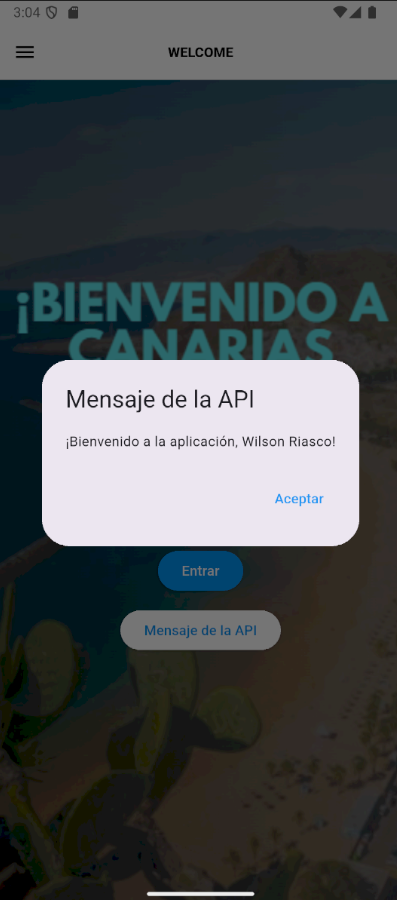 3:04
WELCOME
¡BIENVENIDO A
CANARIAS
Mensaje de la API
¡Bienvenido a la aplicación, Wilson Riasco!
Aceptar
Entrar
Mensaje de la API